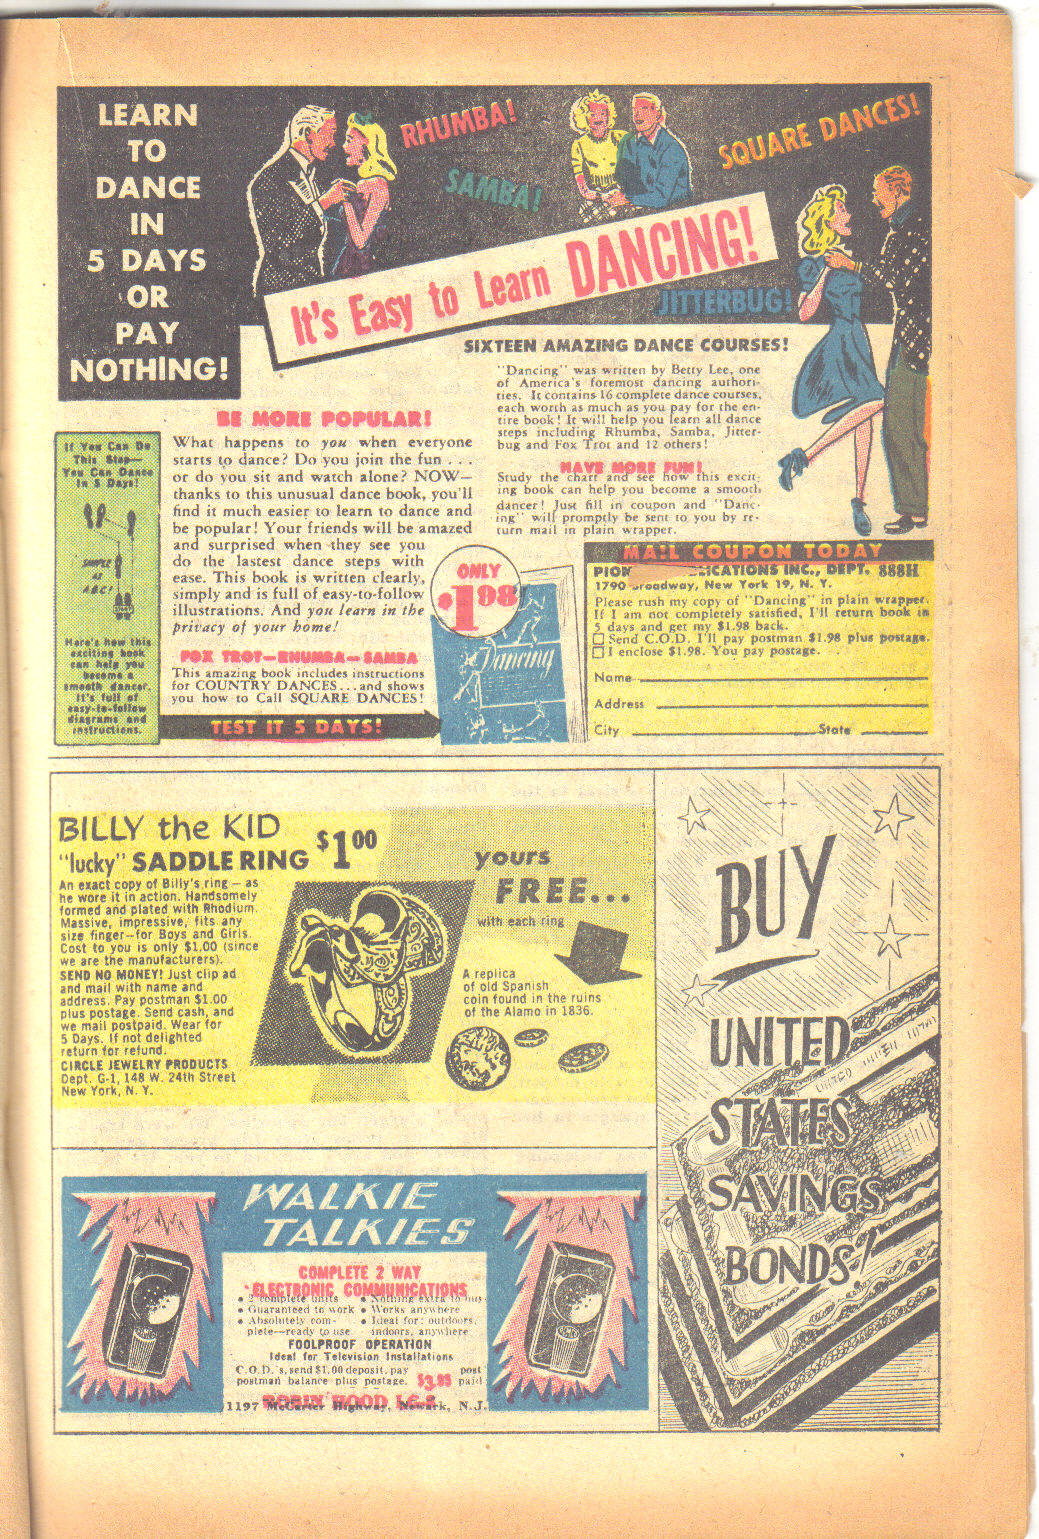 LEARN
TO
DANCE
IN
5 DAYS
OR
PAY
NOTHING!
RHUMBA!
SAMBA!
SQUARE DANCES!
It's Easy to Learn DANCING!
JITTERBUG!
SIXTEEN AMAZING DANCE COURSES!
"Dancing" was written by Betty Lee, one
of America's foremost dancing authori-
ties. It contains 16 complete dance courses,
each worth as much as you pay for the en-
tire book! It will help you learn all dance
steps including Rhumba, Samba, Jitter-
bug and Fox Trot and 12 others!
HAVE MORE FUN!
Study the chart and see how this excit-
ing book can help you become a smooth
dancer! Just fill in coupon and "Danc-
ing" will promptly be sent to you by re-
turn mail in plain wrapper.
BE MORE POPULAR!
What happens to you when everyone
starts to dance? Do you join the fun . . .
or do you sit and watch alone? NOW—
thanks to this unusual dance book, you'll
find it much easier to learn to dance and
be popular! Your friends will be amazed
and surprised when they see you
do the lastest dance steps with
ease. This book is written clearly,
simply and is full of easy-to-follow
illustrations. And you learn in the
privacy of your home!
FOX TROT—RHUMBA—SAMBA
This amazing book includes instructions
for COUNTRY DANCES...and shows
you how to Call SQUARE DANCES!
TEST IT 5 DAYS!
If You Can Do
This Step—
You Can Dance
In 5 Days!
SIMPLE
AS
A.B.C!
START
HERE
Here's how this
exciting book
can help you
become a
smooth dancer.
It's full of
easy-to-follow
diagrams and
instructions.
ONLY
$1.98
Dancing
MAIL COUPON TODAY
PION ICATIONS INC., DEPT. 888H
1790 Broadway, New York 19, N. Y.
Please rush my copy of "Dancing" in plain wrapper.
If I am not completely satisfied, I'll return book in
5 days and get my $1.98 back.
☐ Send C.O.D. I'll pay postman $1.98 plus postage.
☐ I enclose $1.98. You pay postage.
Name
Address
City State
BILLY the KID
"lucky" SADDLE RING $1.00
An exact copy of Billy's ring — as
he wore it in action. Handsomely
formed and plated with Rhodium.
Massive, impressive, fits any
size finger—for Boys and Girls.
Cost to you is only $1.00 (since
we are the manufacturers).
SEND NO MONEY! Just clip ad
and mail with name and
address. Pay postman $1.00
plus postage. Send cash, and
we mail postpaid. Wear for
5 Days. If not delighted
return for refund.
CIRCLE JEWELRY PRODUCTS
Dept. G-1, 148 W. 24th Street
New York, N. Y.
yours
FREE...
with each ring
A replica
of old Spanish
coin found in the ruins
of the Alamo in 1836.
BUY
UNITED
STATES
SAVINGS
BONDS!
WALKIE
TALKIES
COMPLETE 2 WAY
ELECTRONIC COMMUNICATIONS
• 2 complete units
• Guaranteed to work
• Absolutely com-
plete—ready to use
• Nothing extra to buy
• Works anywhere
• Ideal for: outdoors,
indoors, anywhere
FOOLPROOF OPERATION
Ideal for Television Installations
C.O.D.'s, send $1.00 deposit, pay
postman balance plus postage. $3.98 post paid
ROBIN HOOD
1197 McCarter Highway, Newark, N. J.